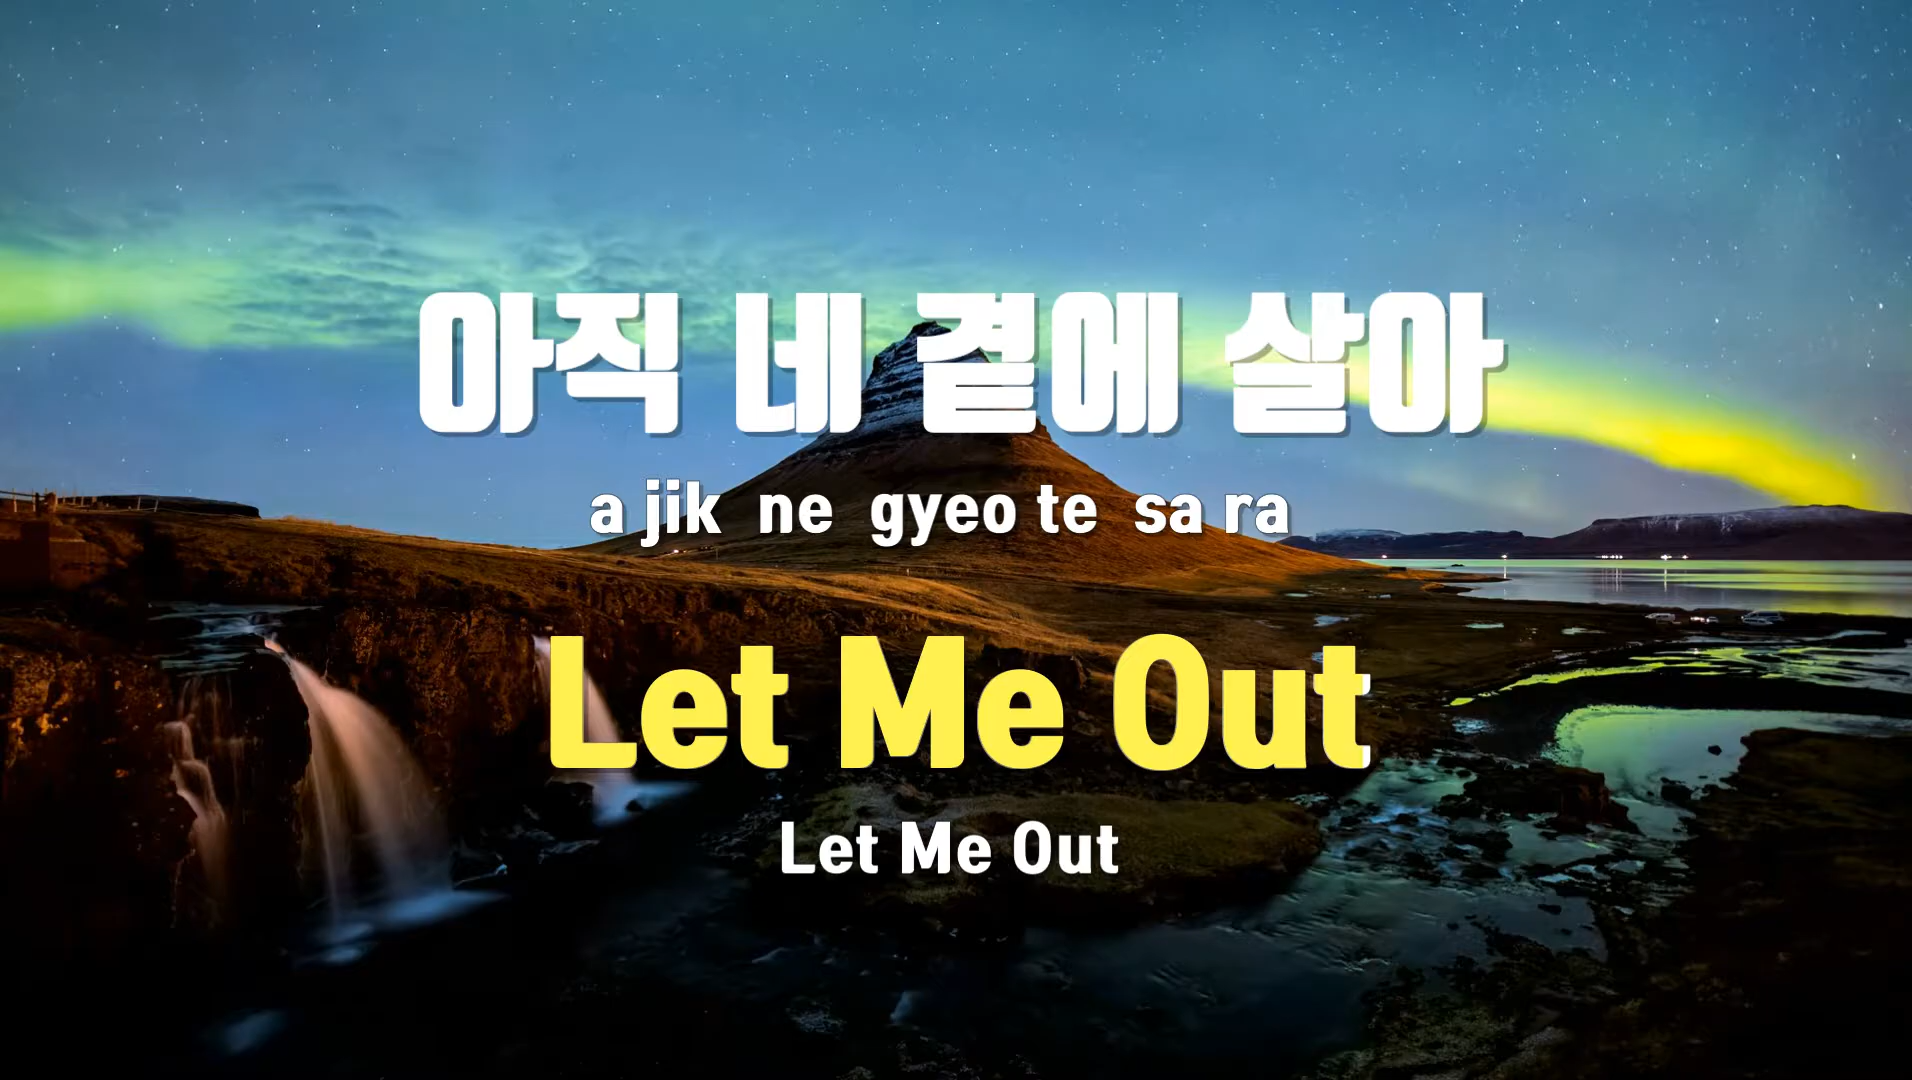 아직 네 곁에 살아
a jik ne gyeo te sa ra
Let Me Out
Let Me Out